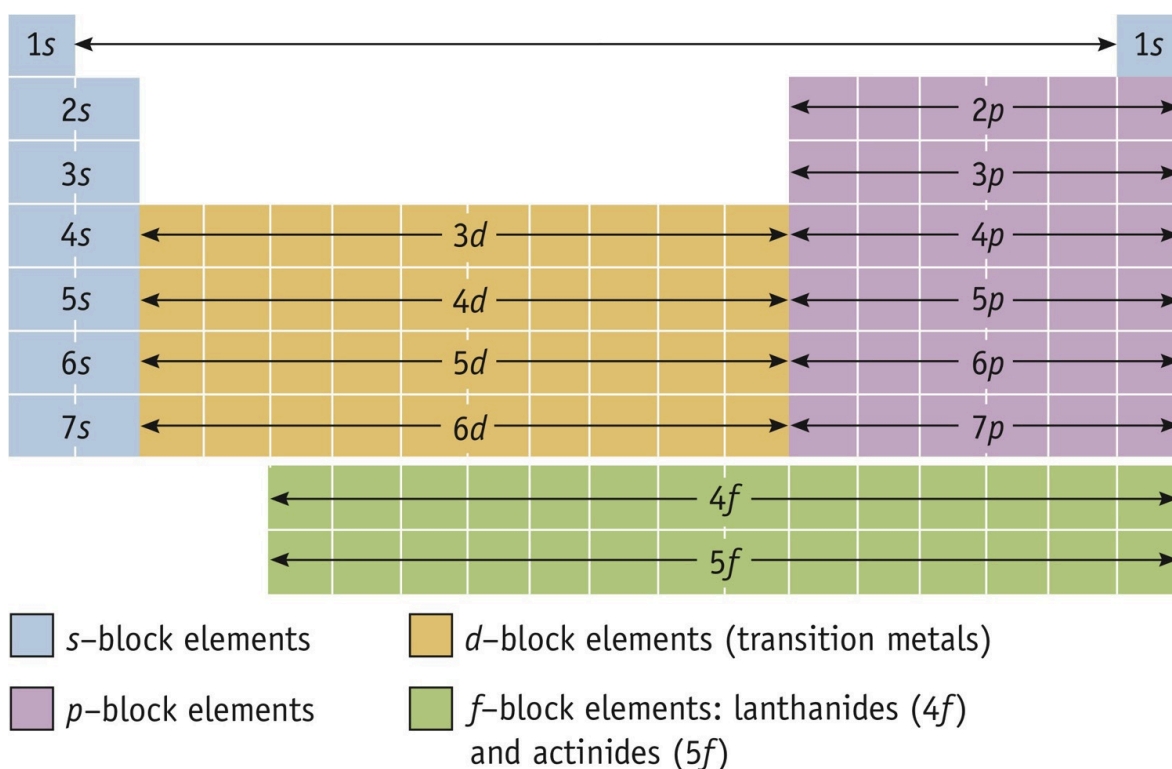 1s 1s
2s 2p
3s 3p
4s 3d 4p
5s 4d 5p
6s 5d 6p
7s 6d 7p
4f
5f
s–block elements
d–block elements (transition metals)
p–block elements
f–block elements: lanthanides (4f)
and actinides (5f)